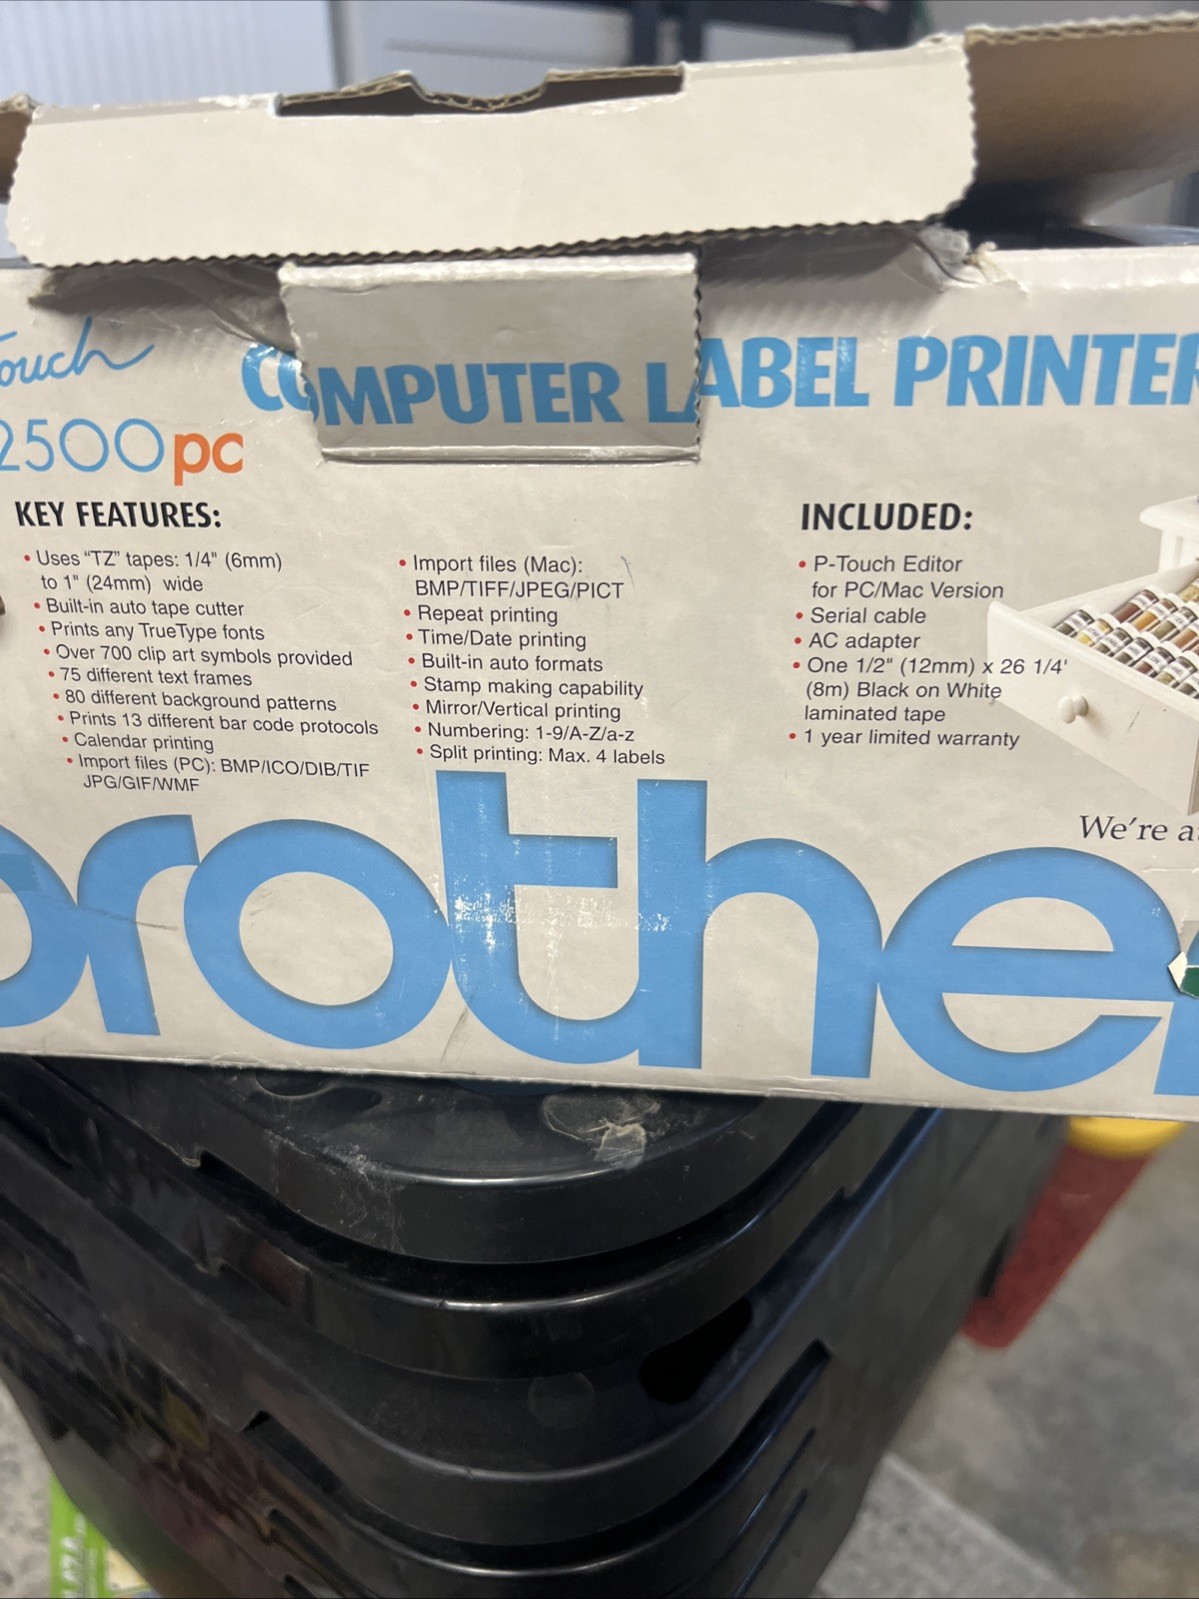 ouch
2500pc
COMPUTER LABEL PRINTER
KEY FEATURES:
• Uses "TZ" tapes: 1/4" (6mm)
to 1" (24mm) wide
• Built-in auto tape cutter
• Prints any TrueType fonts
• Over 700 clip art symbols provided
• 75 different text frames
• 80 different background patterns
• Prints 13 different bar code protocols
• Calendar printing
• Import files (PC): BMP/ICO/DIB/TIF
JPG/GIF/WMF
• Import files (Mac):
BMP/TIFF/JPEG/PICT
• Repeat printing
• Time/Date printing
• Built-in auto formats
• Stamp making capability
• Mirror/Vertical printing
• Numbering: 1-9/A-Z/a-z
• Split printing: Max. 4 labels
INCLUDED:
• P-Touch Editor
for PC/Mac Version
• Serial cable
• AC adapter
• One 1/2" (12mm) x 26 1/4'
(8m) Black on White
laminated tape
• 1 year limited warranty
We're a
brother